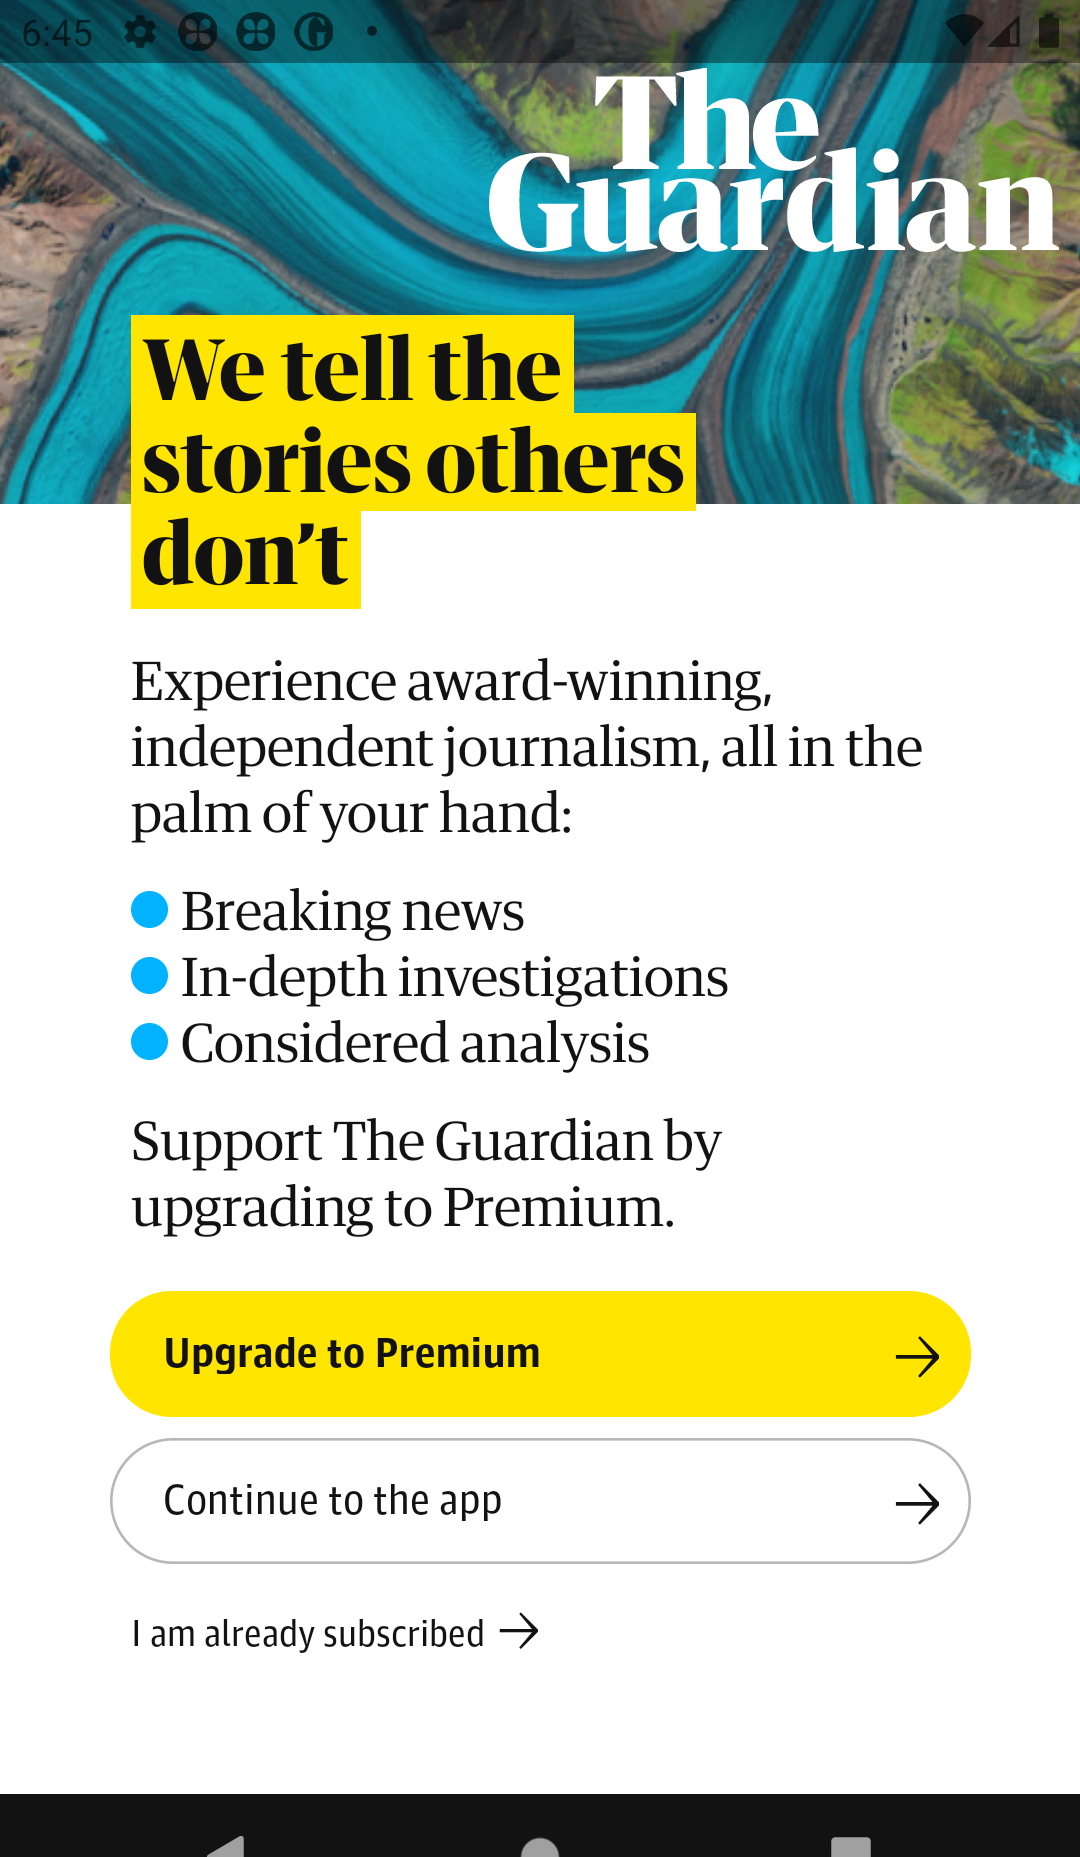 6:45
The
Guardian
We tell the
stories others
don’t
Experience award-winning,
independent journalism, all in the
palm of your hand:
Breaking news
In-depth investigations
Considered analysis
Support The Guardian by
upgrading to Premium.
Upgrade to Premium
Continue to the app
I am already subscribed